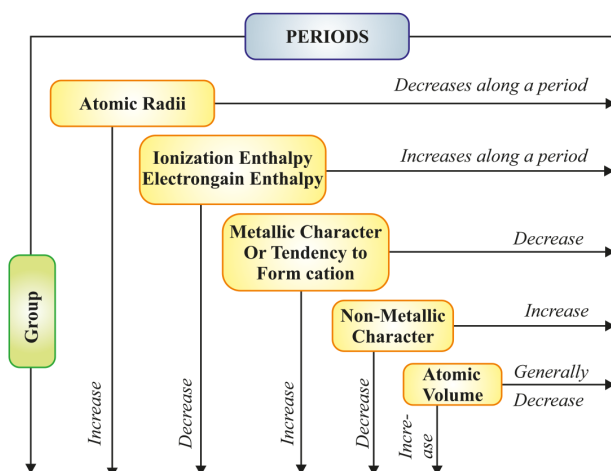 PERIODS
Decreases along a period
Atomic Radii
Ionization Enthalpy
Electrongain Enthalpy
Increases along a period
Metallic Character
Or Tendency to
Form cation
Decrease
Group
Non-Metallic
Character
Increase
Atomic
Volume
Generally
Decrease
Increase
Decrease
Increase
Decrease
Incre-
ase